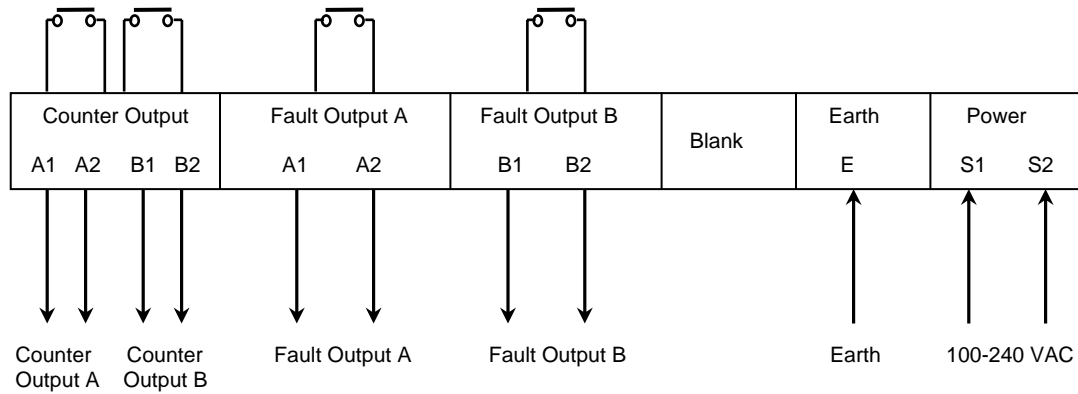 Counter Output
Fault Output A
Fault Output B
Blank
Earth
Power
A1 A2 B1 B2
A1 A2
B1 B2
E
S1 S2
Counter Output A
Counter Output B
Fault Output A
Fault Output B
Earth
100-240 VAC